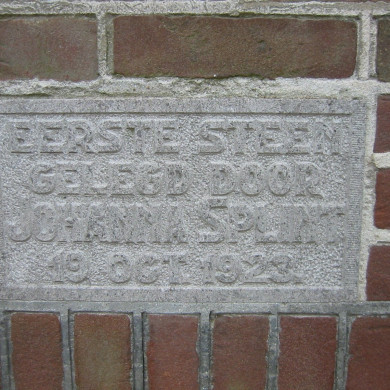 EERSTE STEEN
GELEGD DOOR
JOHANNA SPLINT
19 OCT. 1923.